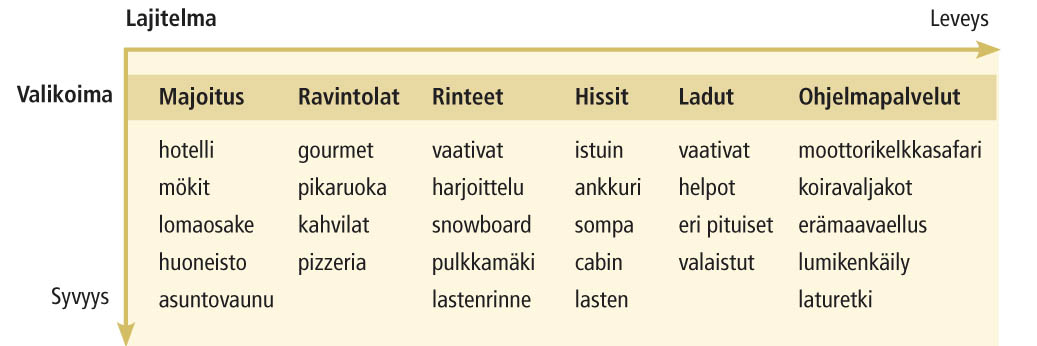 Lajitelma Leveys
Valikoima Majoitus Ravintolat Rinteet Hissit Ladut Ohjelmapalvelut
hotelli gourmet vaativat istuin vaativat moottorikelkkasafari
mökit pikaruoka harjoittelu ankkuri helpot koiravaljakot
lomaosake kahvilat snowboard sompa eri pituiset erämaavaellus
huoneisto pizzeria pulkkamäki cabin valaistut lumikenkäily
Syvyys asuntovaunu lastenrinne lasten laturetki